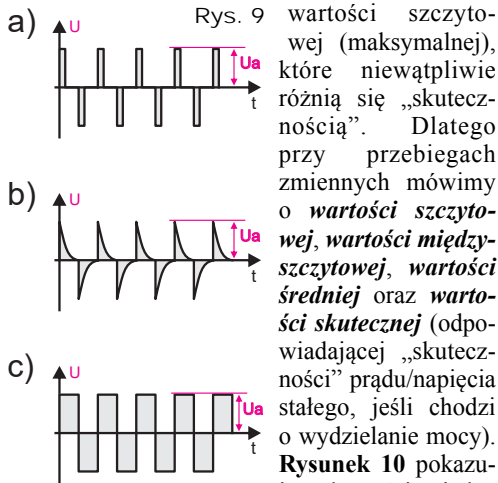 Rys. 9
a)
U
Ua
t
b)
U
Ua
t
c)
U
Ua
t
wartości szczyto-
wej (maksymalnej),
które niewątpliwie
różnią się „skutecz-
nością”. Dlatego
przy przebiegach
zmiennych mówimy
o wartości szczyto-
wej, wartości między-
szczytowej, wartości
średniej oraz warto-
ści skutecznej (odpo-
wiadającej „skutecz-
ności” prądu/napięcia
stałego, jeśli chodzi
o wydzielanie mocy).
Rysunek 10 pokazu-